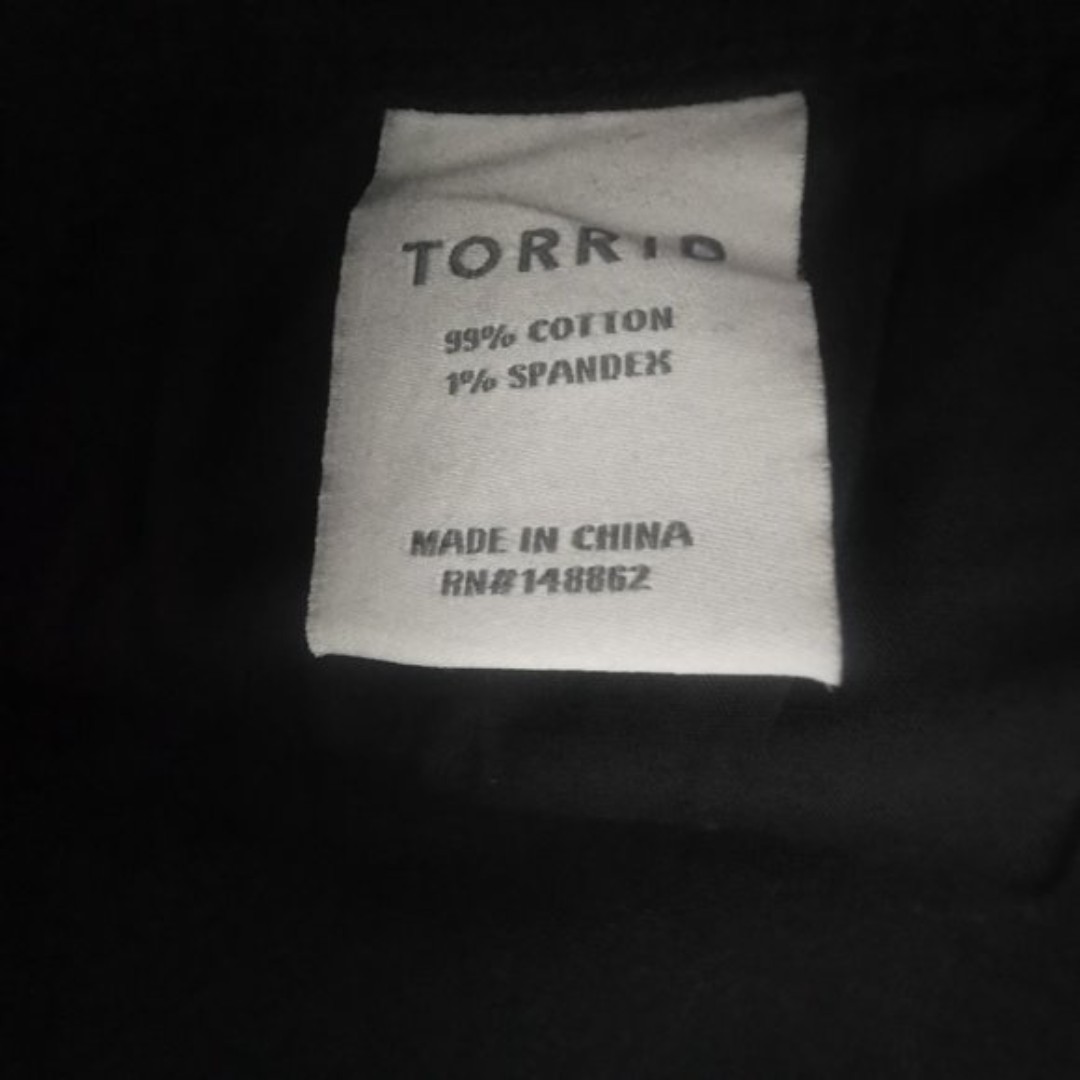 TORRID
99% COTTON
1% SPANDEX
MADE IN CHINA
RN#148862